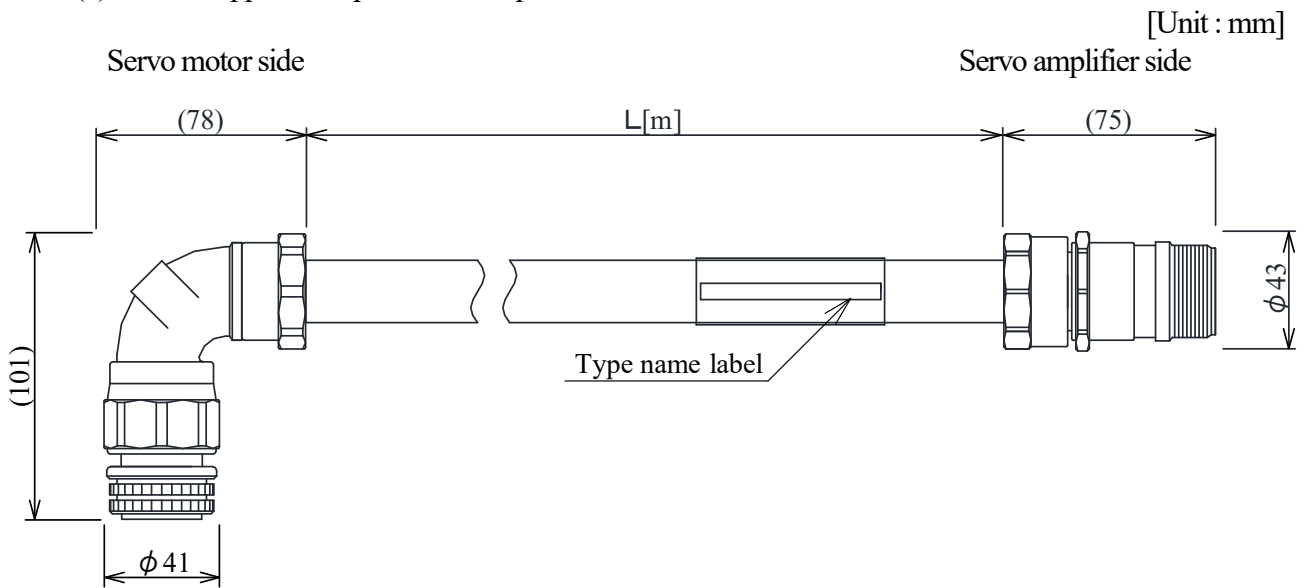 [Unit : mm]
Servo motor side
Servo amplifier side
(78)
L[m]
(75)
(101)
ϕ43
Type name label
ϕ41